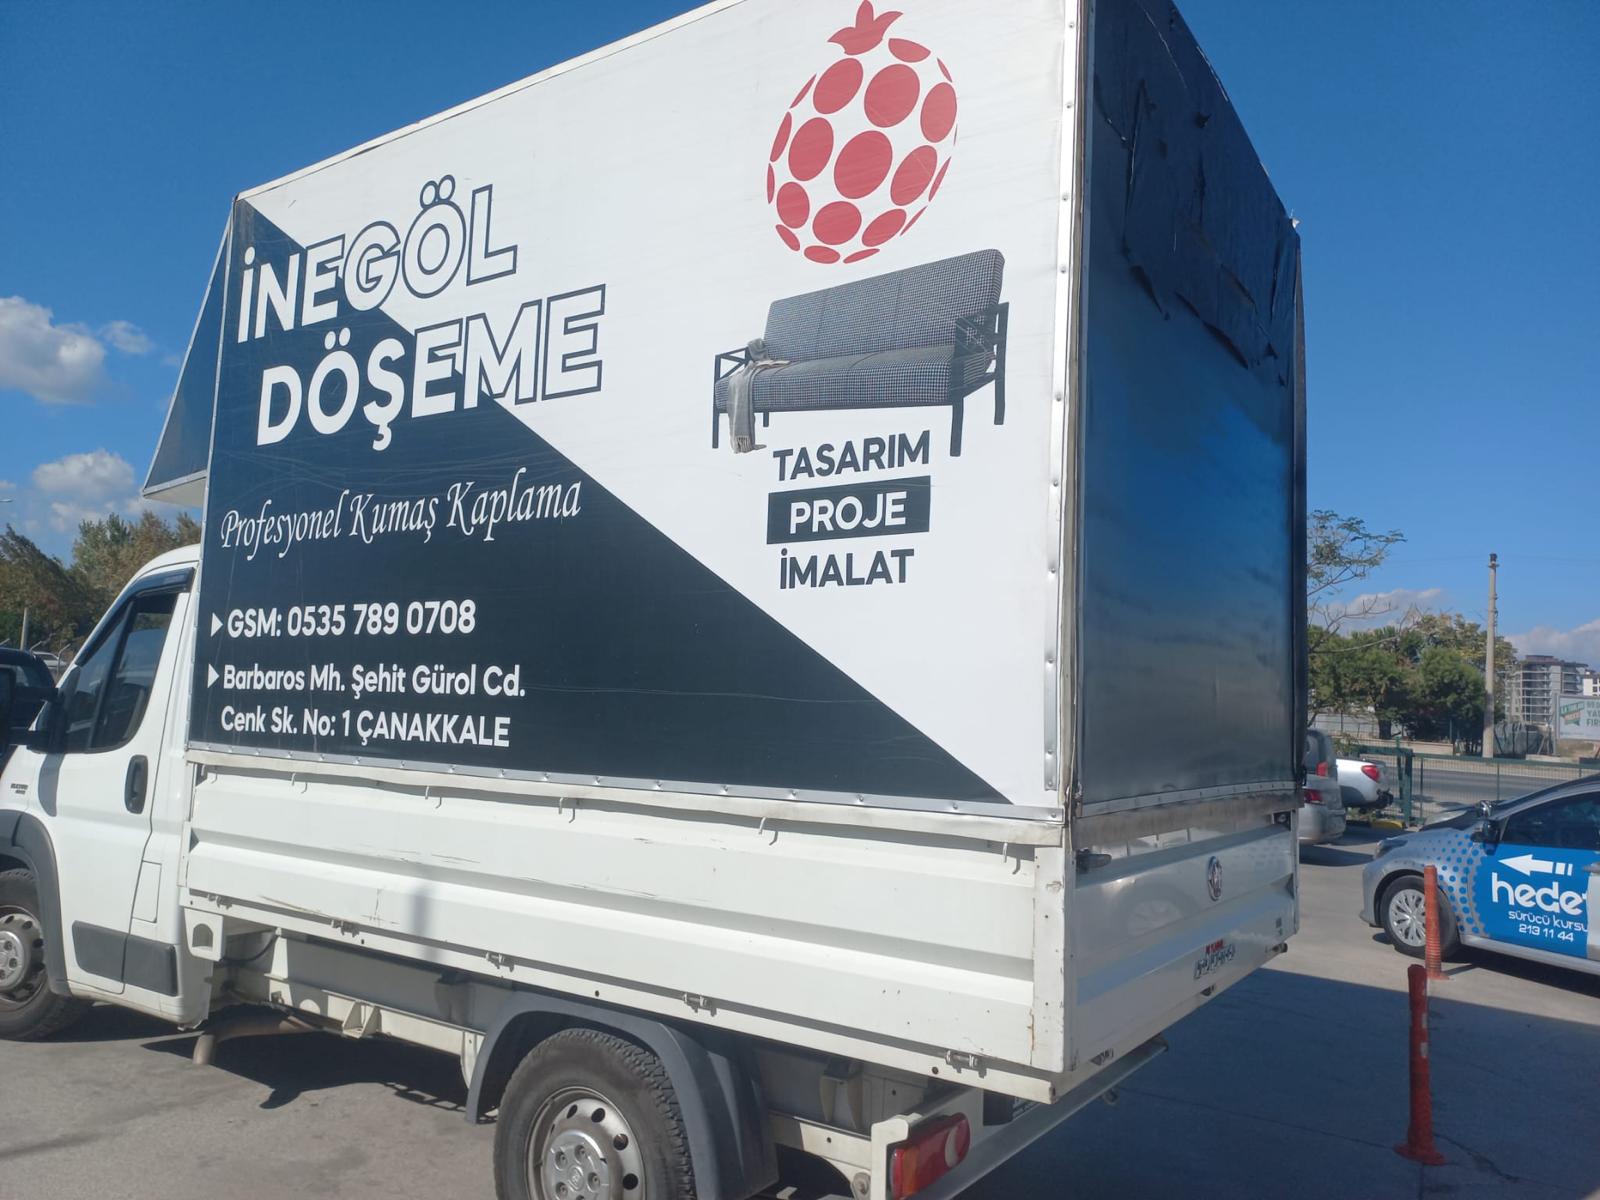 İNEGÖL
DÖŞEME
Profesyonel Kumaş Kaplama
GSM: 0535 789 0708
Barbaros Mh. Şehit Gürol Cd.
Cenk Sk. No: 1 ÇANAKKALE
TASARIM
PROJE
İMALAT
hedef
sürücü kursu
213 11 44